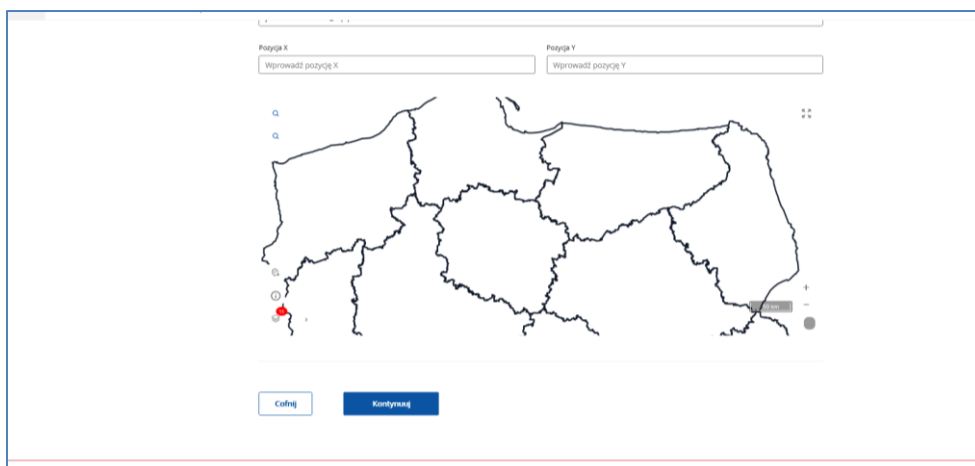 Pozycja X
Pozycja Y
Wprowadź pozycję X
Wprowadź pozycję Y
Cofnij
Kontynuuj